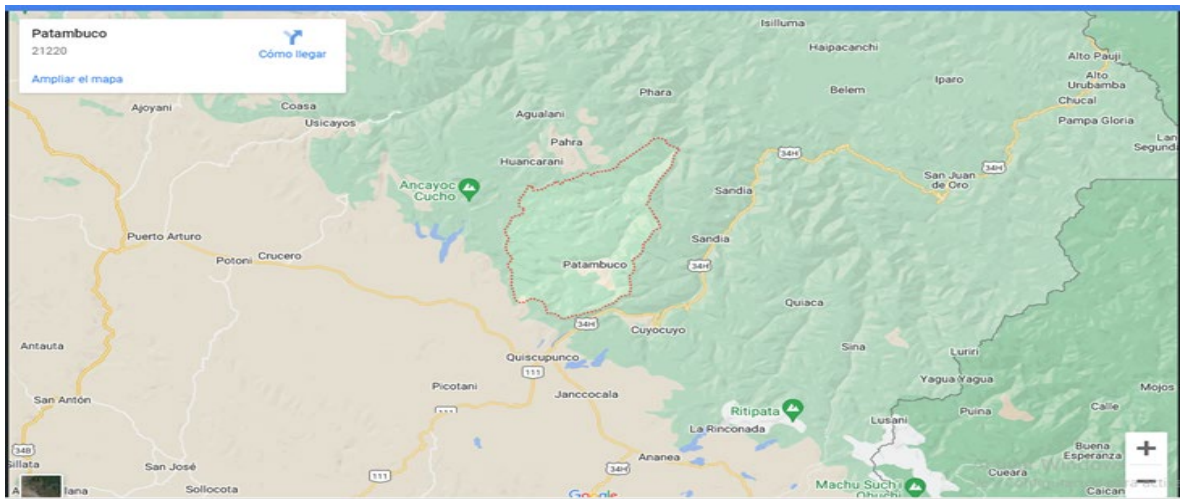 Patambuco
21220
Cómo llegar
Ampliar el mapa
Isilluma
Haipacanchi
Alto Pauji
Alto
Urubamba
Iparo
Belem
Phara
Chucal
Pampa Gloria
Ajoyani
Coasa
Usicayos
Agualani
Pahra
Huancarani
34H
34H
San Juan
de Oro
Ancayoc
Cucho
Sandia
Puerto Arturo
Sandia
Potoni
Crucero
Patambuco
34H
Quiaca
34H
Cuyocuyo
Antauta
Sina
Luriri
Quiscupunco
111
Yagua Yagua
Picotani
Janccocala
Mojos
San Antón
Ritipata
Puina
Calle
Lusani
La Rinconada
34B
Buena
Esperanza
Ananea
San José
34H
Cueara
111
Sollocota
Machu Such
Google
Caican